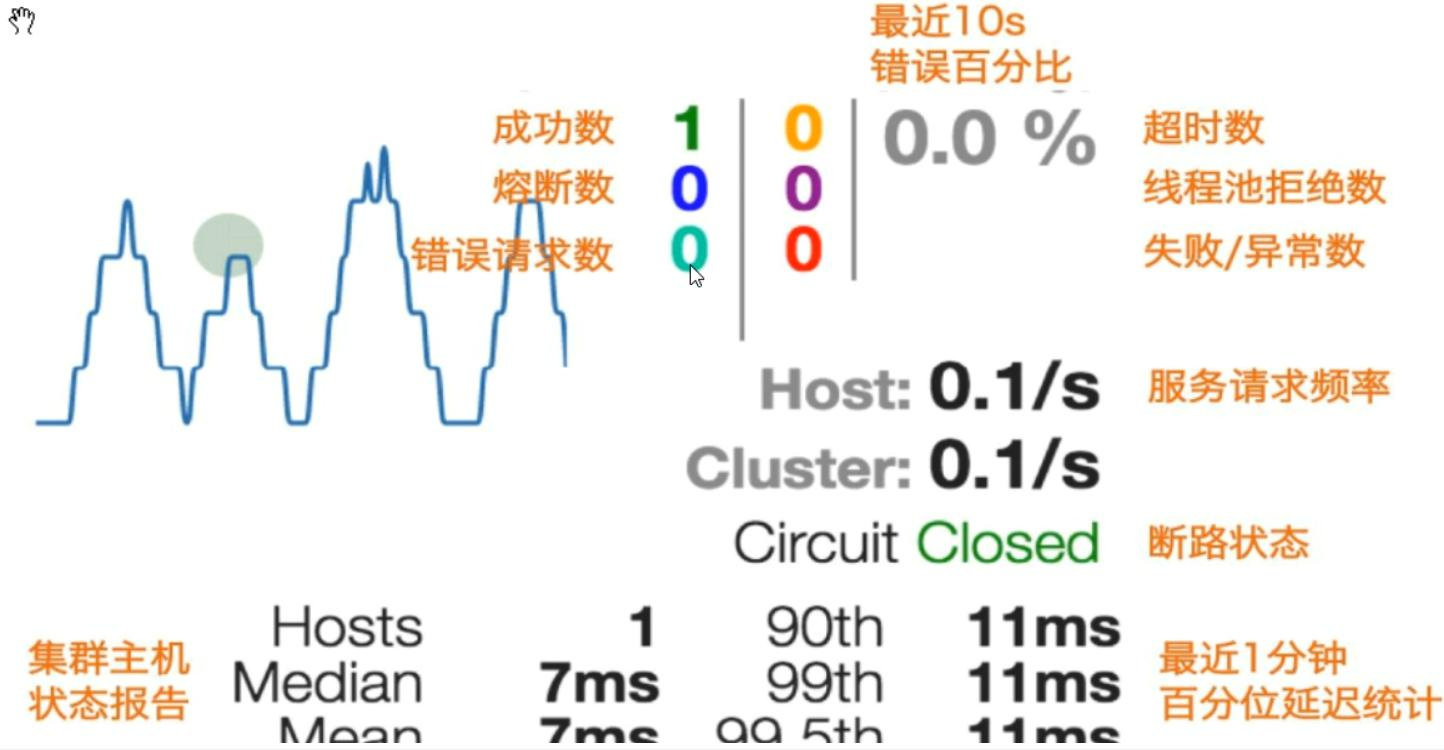 最近10s
错误百分比
成功数 1 0 0.0 % 超时数
熔断数 0 0 线程池拒绝数
错误请求数 0 0 失败/异常数
Host: 0.1/s 服务请求频率
Cluster: 0.1/s
Circuit Closed 断路状态
Hosts 1 90th 11ms
集群主机
状态报告
Median 7ms 99th 11ms
最近1分钟
百分位延迟统计
Mean 7ms 99.5th 11ms